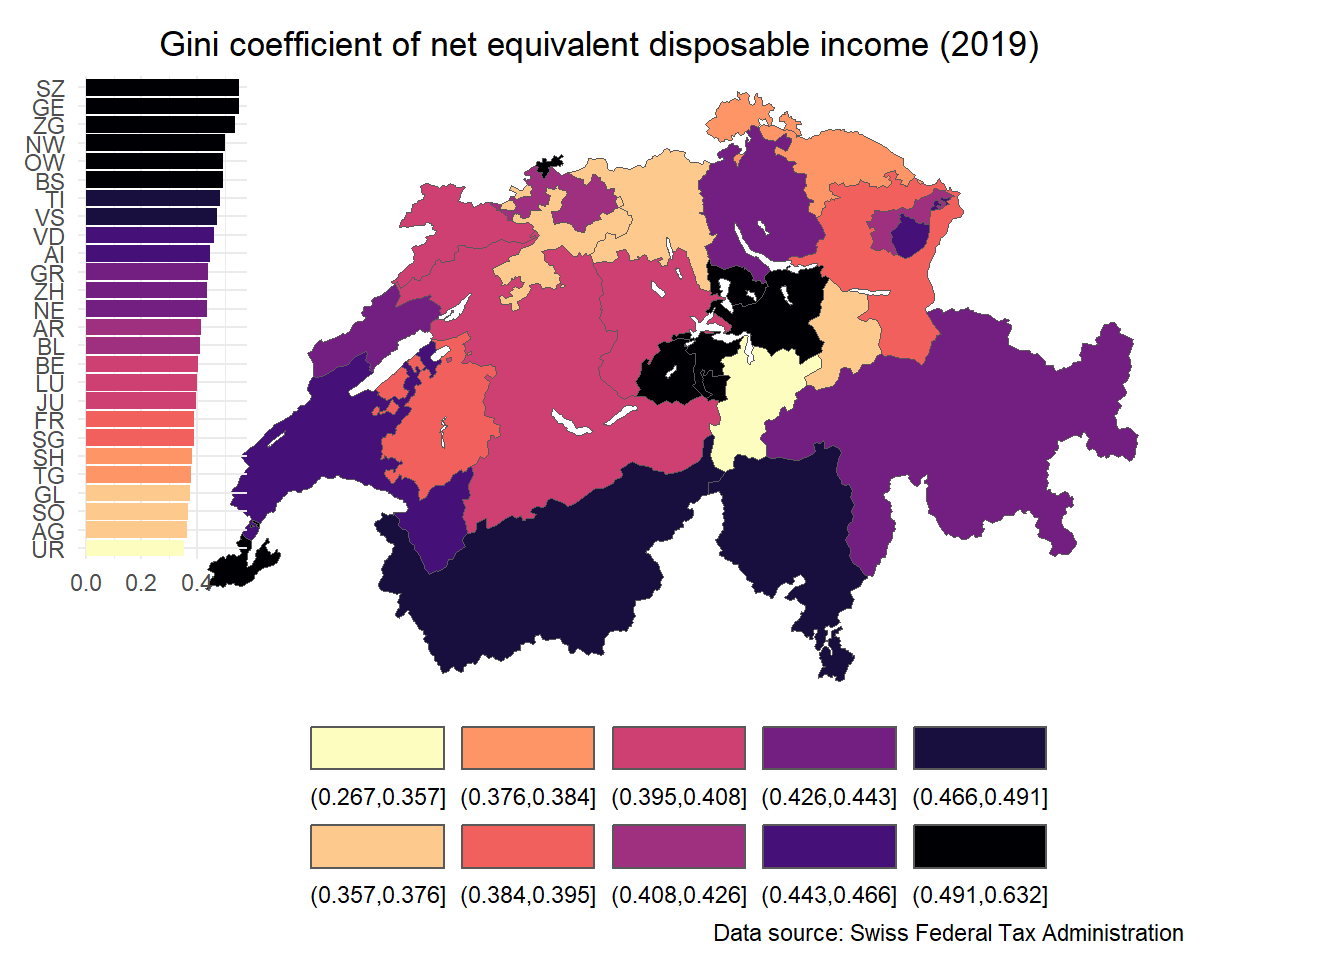 Gini coefficient of net equivalent disposable income (2019)
SZ
GE
ZG
NW
OW
BS
TI
VS
VD
AI
GR
ZH
NE
AR
BL
BE
LU
JU
FR
SG
SH
TG
GL
SO
AG
UR
0.0 0.2 0.4
(0.267,0.357] (0.376,0.384] (0.395,0.408] (0.426,0.443] (0.466,0.491]
(0.357,0.376] (0.384,0.395] (0.408,0.426] (0.443,0.466] (0.491,0.632]
Data source: Swiss Federal Tax Administration